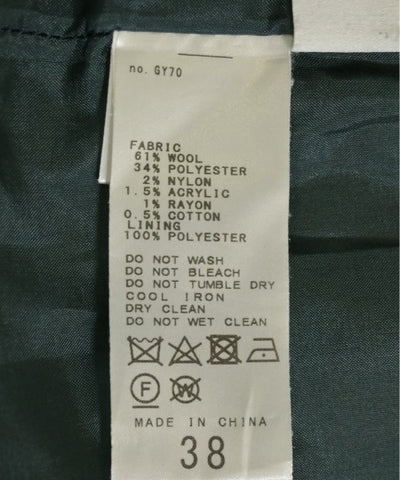 no. GY70
FABRIC
61% WOOL
34% POLYESTER
2% NYLON
1.5% ACRYLIC
1% RAYON
0.5% COTTON
LINING
100% POLYESTER
DO NOT WASH
DO NOT BLEACH
DO NOT TUMBLE DRY
COOL IRON
DRY CLEAN
DO NOT WET CLEAN
F W
MADE IN CHINA
38